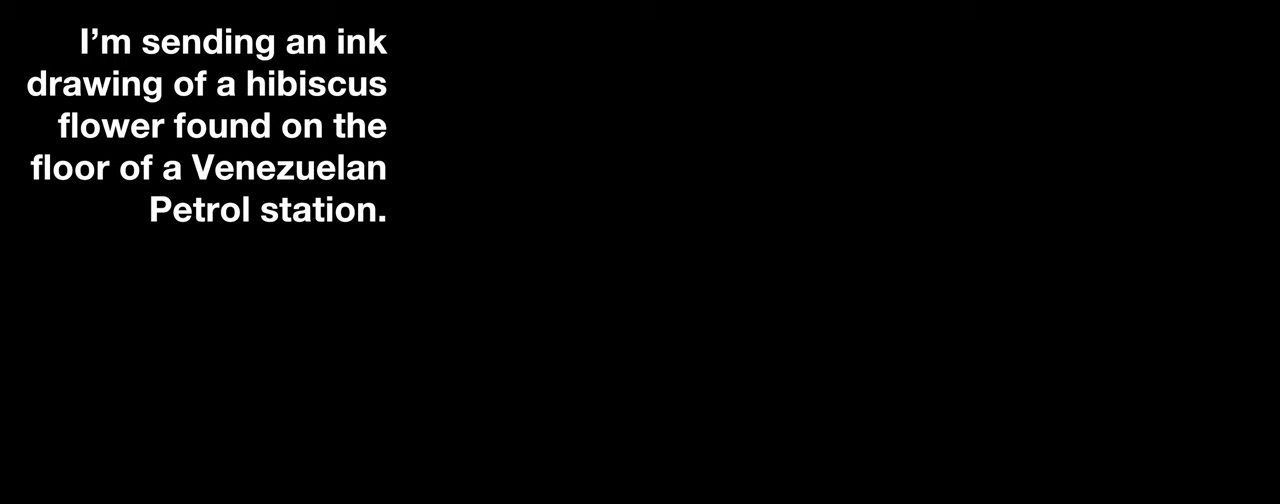 I’m sending an ink
drawing of a hibiscus
flower found on the
floor of a Venezuelan
Petrol station.